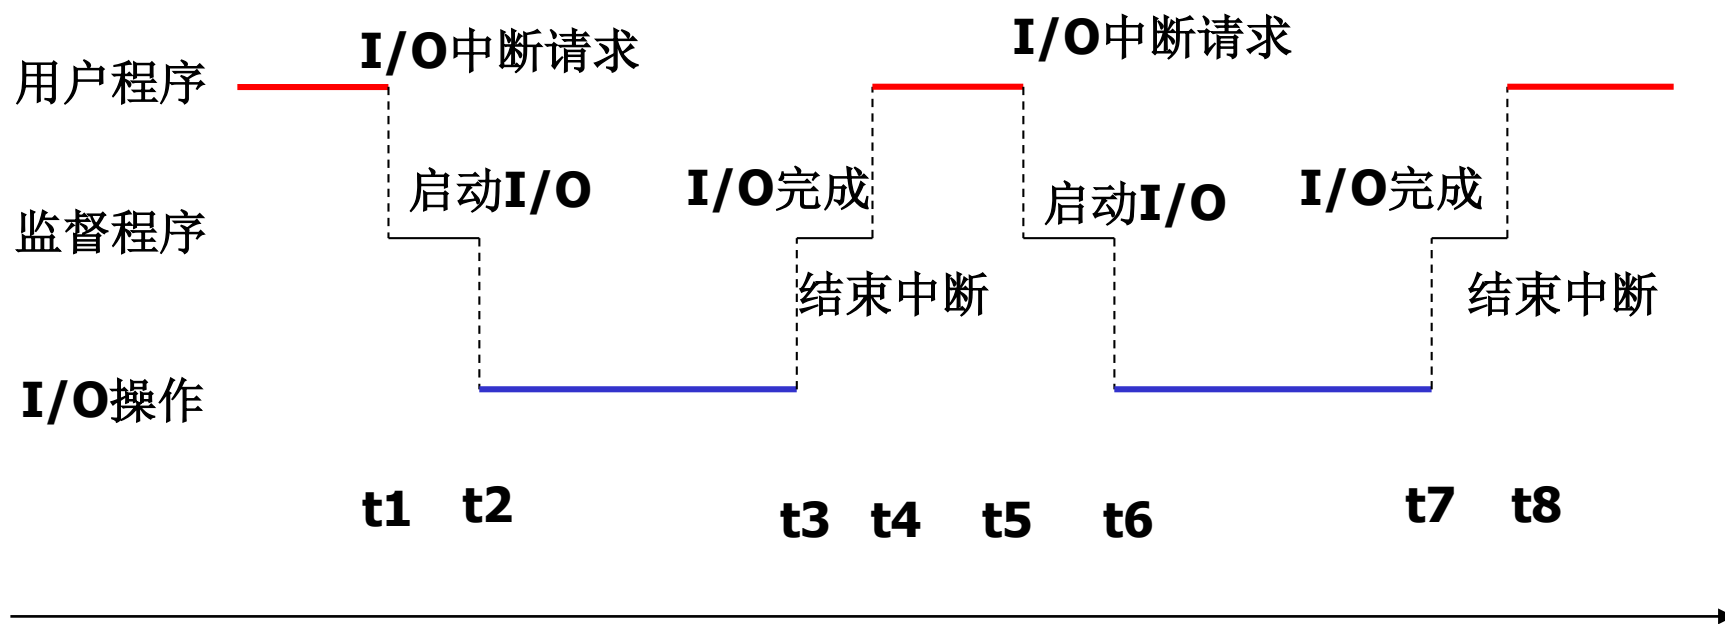 I/O中断请求
I/O中断请求
用户程序
启动I/O
I/O完成
启动I/O
I/O完成
监督程序
结束中断
结束中断
I/O操作
t1
t2
t3
t4
t5
t6
t7
t8